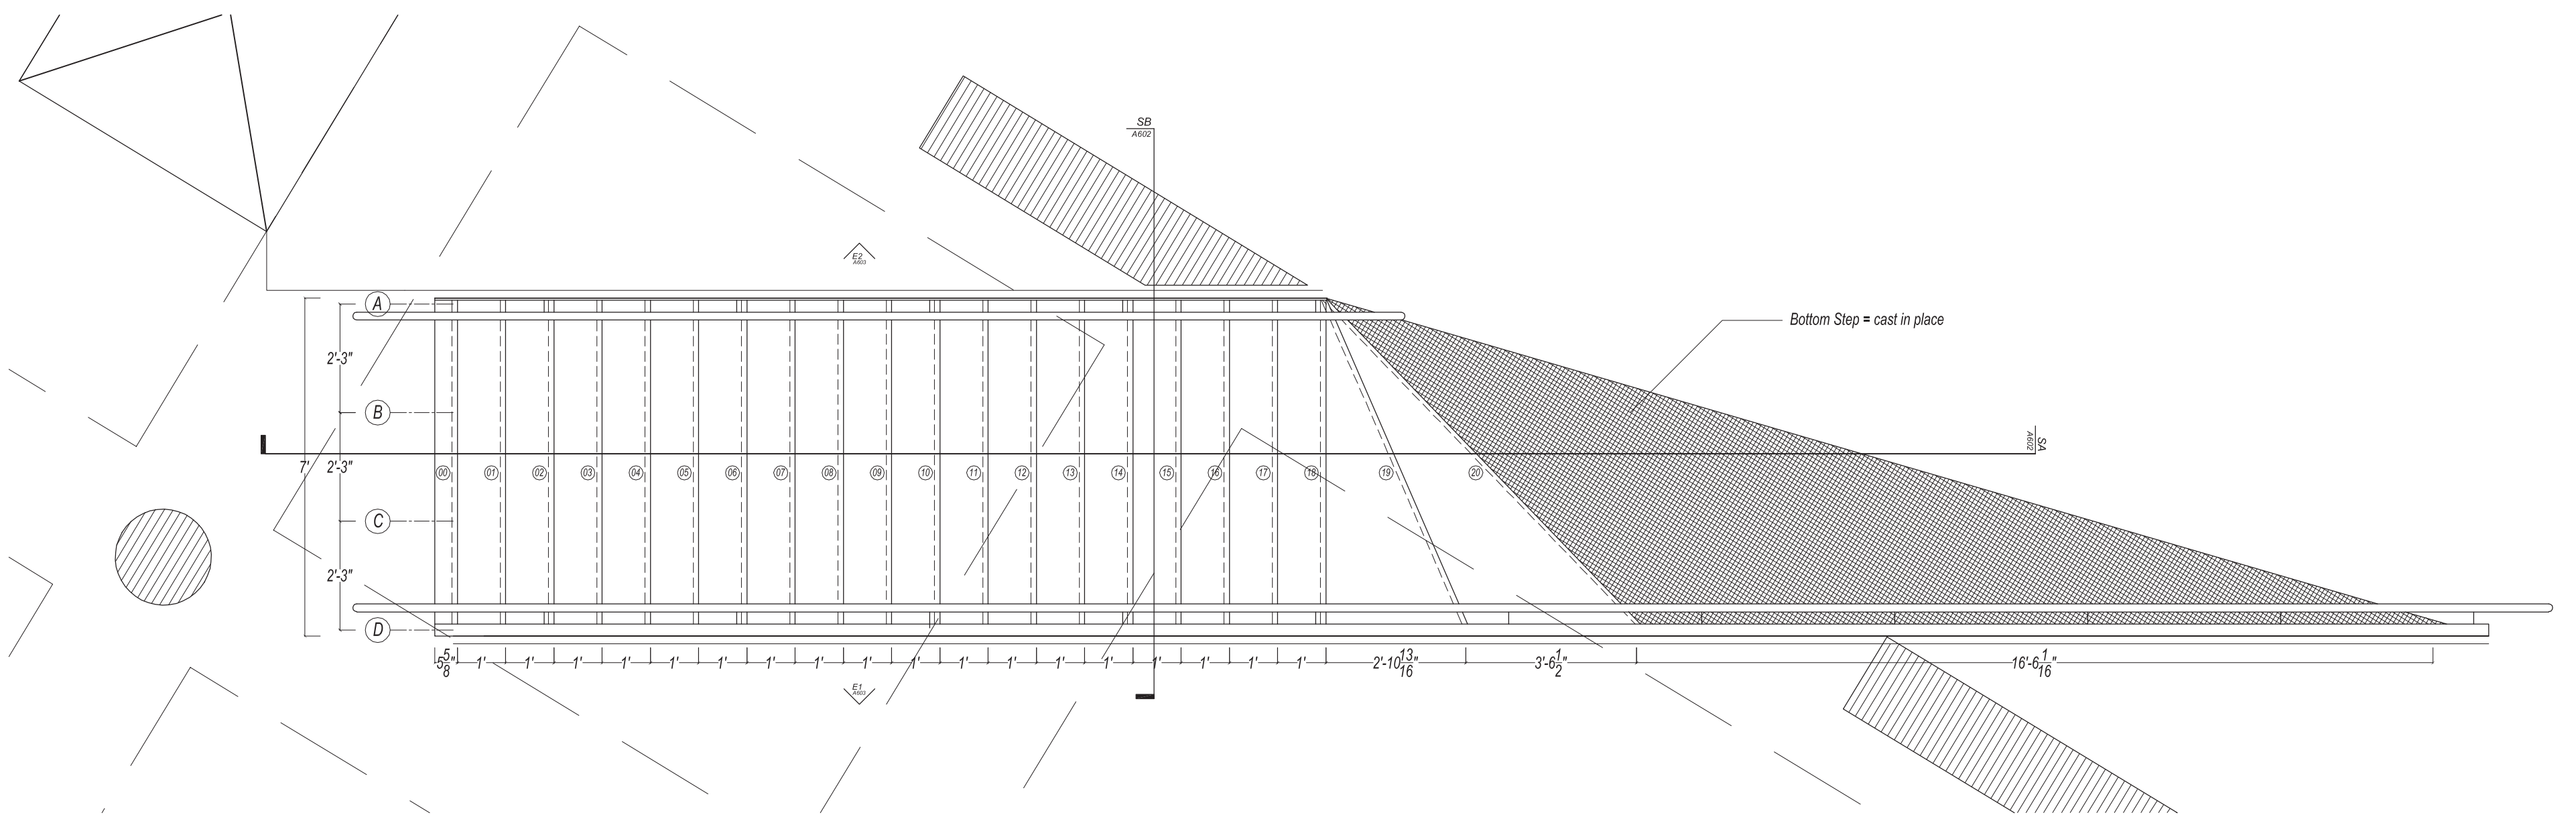 SB
A602
E2
A603
A
Bottom Step = cast in place
2'-3"
B
SA
A602
7'
2'-3"
00 01 02 03 04 05 06 07 08 09 10 11 12 13 14 15 16 17 18 19 20
C
2'-3"
D
5 5/8" 1' 1' 1' 1' 1' 1' 1' 1' 1' 1' 1' 1' 1' 1' 1' 1' 1' 1' 2'-10 13/16" 3'-6 1/2" 16'-6 1/16"
E1
A603